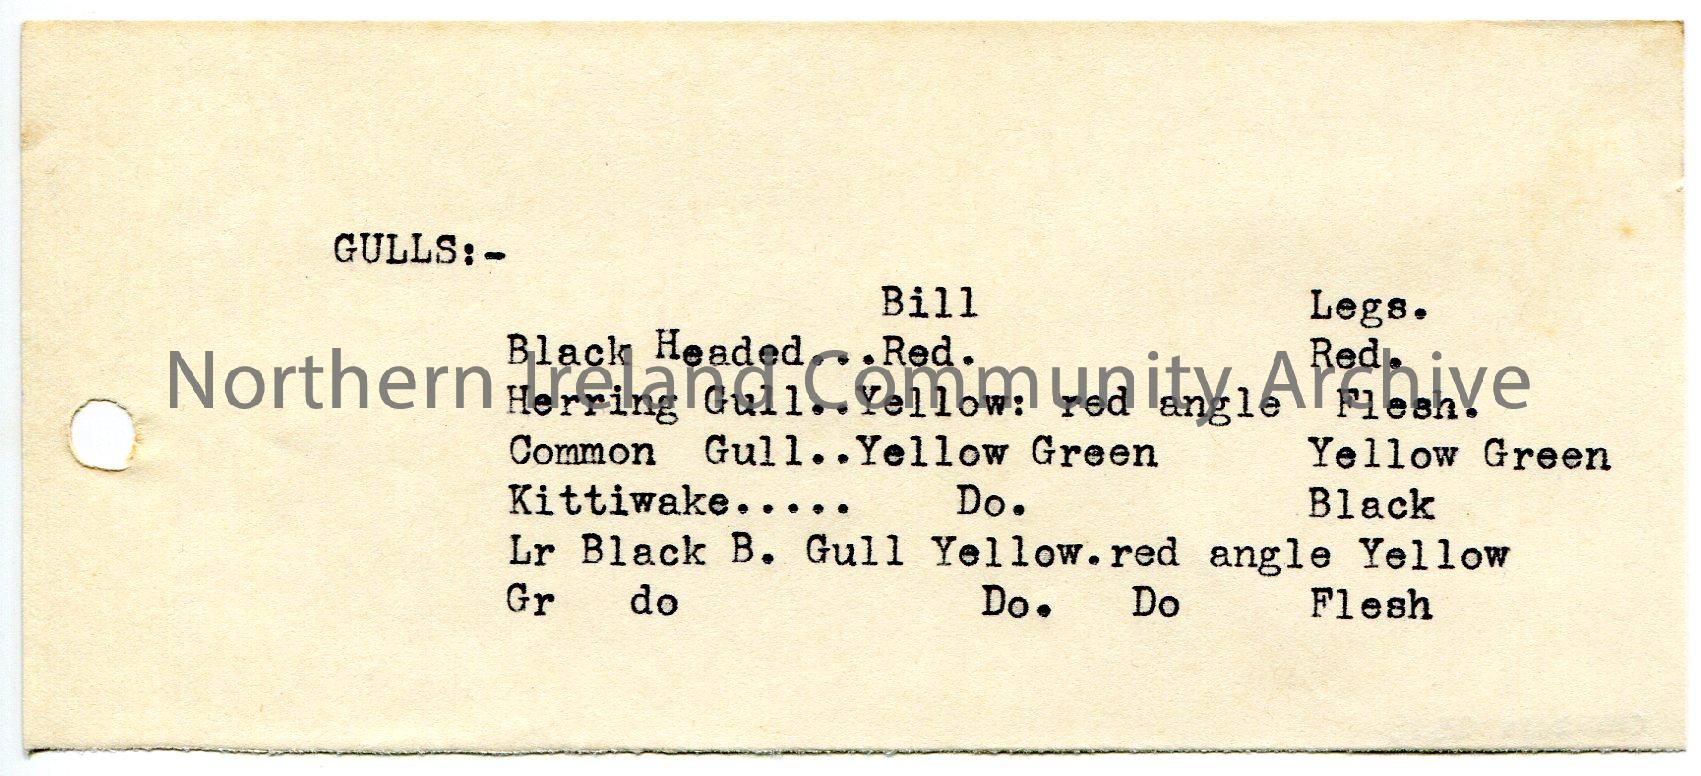 GULLS:-
Bill Legs.
Black Headed...Red. Red.
Northern Ireland Community Archive
Herring Gull..Yellow: red angle Flesh.
Common Gull..Yellow Green Yellow Green
Kittiwake..... Do. Black
Lr Black B. Gull Yellow.red angle Yellow
Gr do Do. Do Flesh